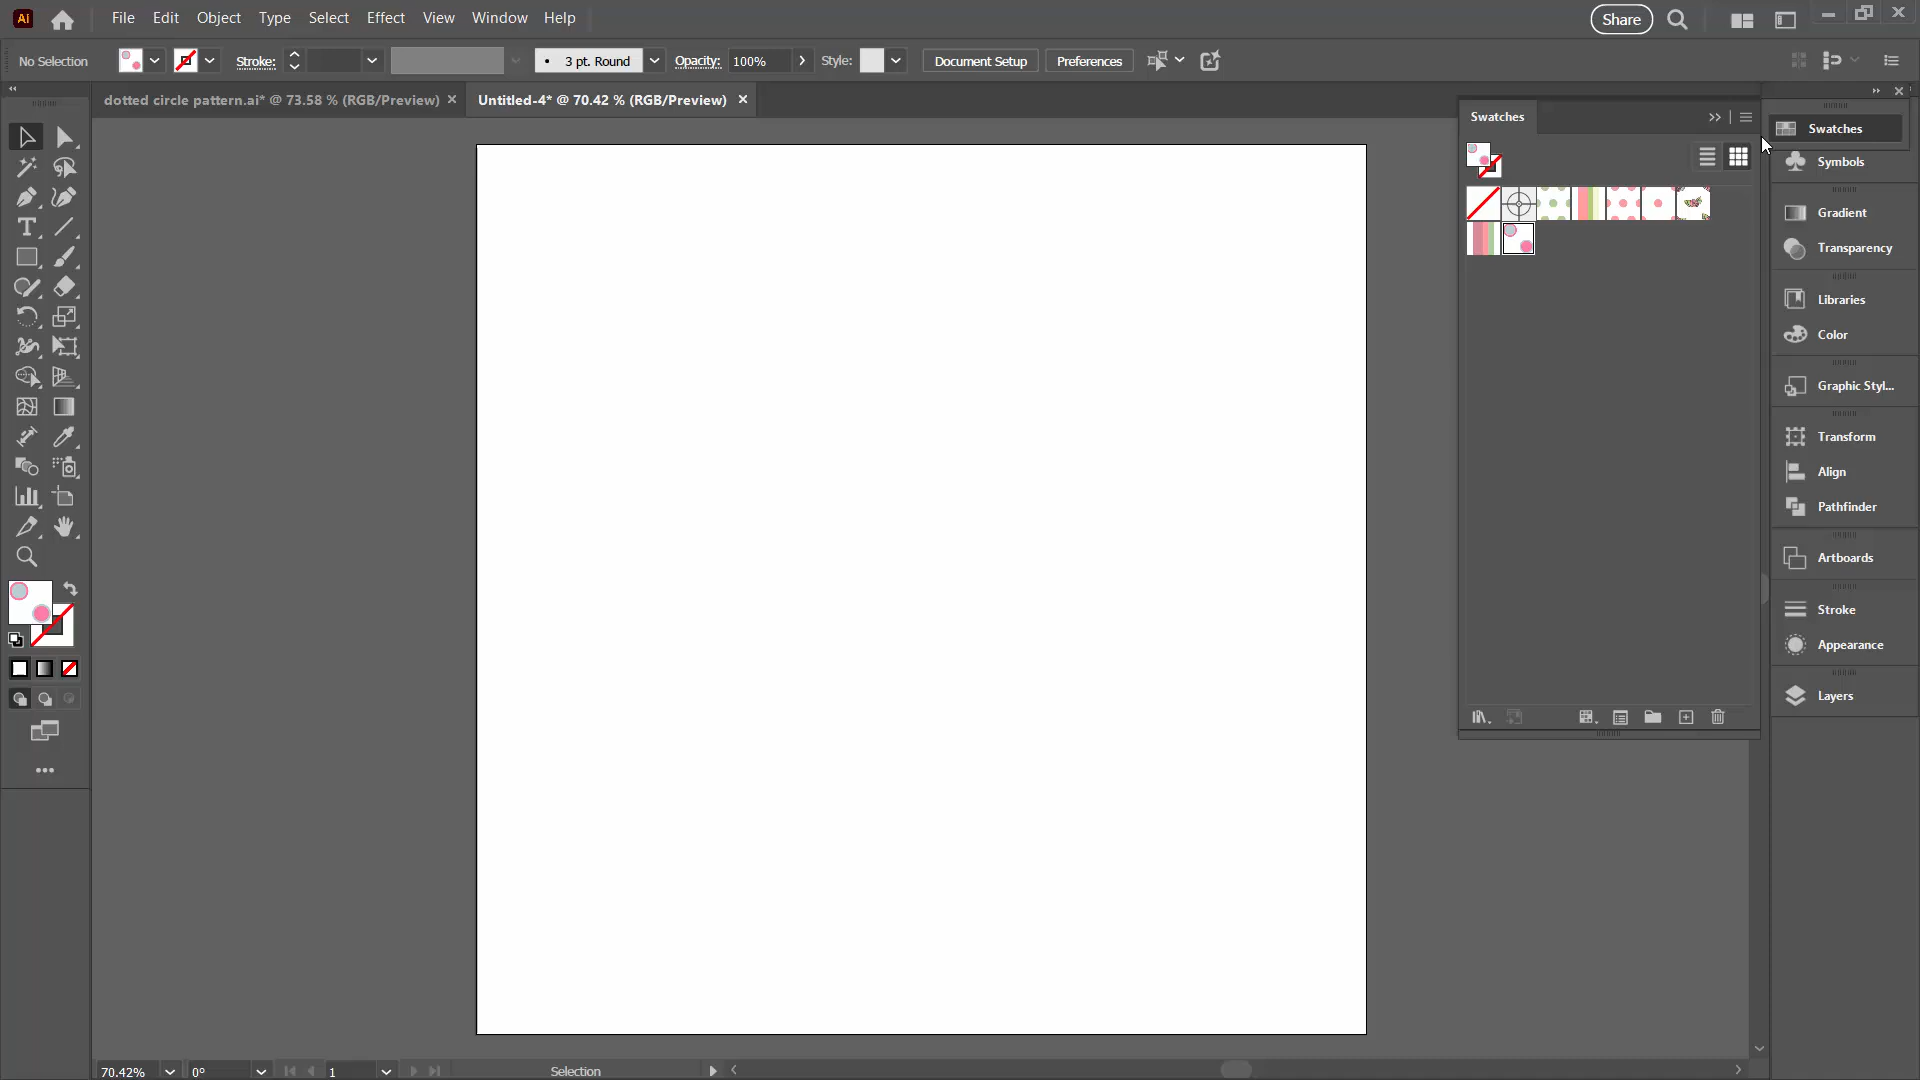 Ai File Edit Object Type Select Effect View Window Help Share
No Selection Stroke: 3 pt. Round Opacity: 100% Style: Document Setup Preferences
dotted circle pattern.ai* @ 73.58 % (RGB/Preview) Untitled-4* @ 70.42 % (RGB/Preview)
Swatches
Swatches
Symbols
Gradient
Transparency
Libraries
Color
Graphic Styl...
Transform
Align
Pathfinder
Artboards
Stroke
Appearance
Layers
70.42% 0° 1 Selection